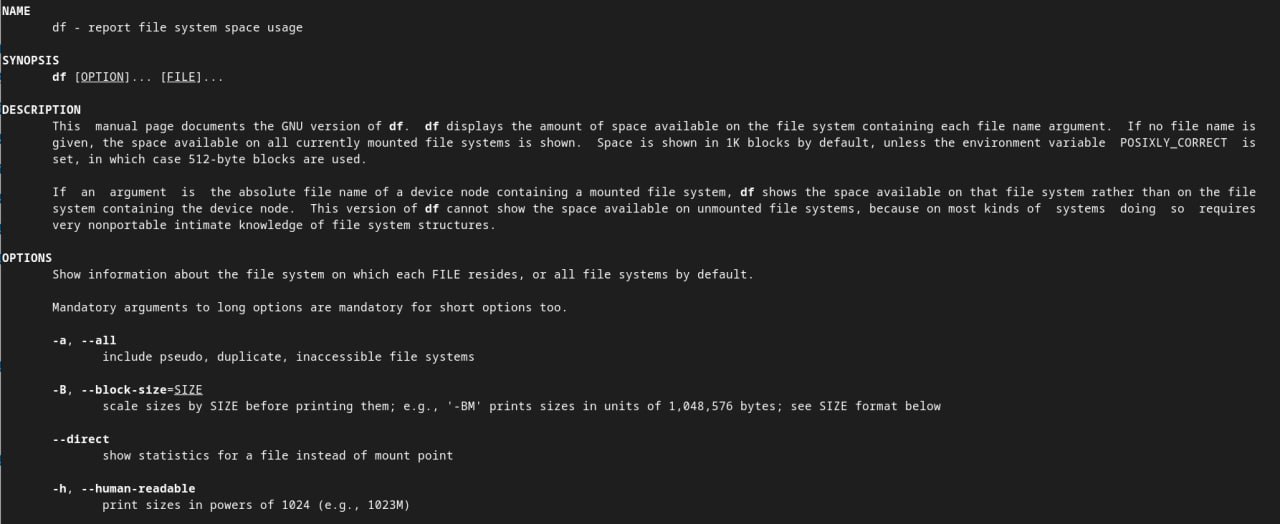 NAME
df - report file system space usage
SYNOPSIS
df [OPTION]... [FILE]...
DESCRIPTION
This manual page documents the GNU version of df. df displays the amount of space available on the file system containing each file name argument. If no file name is
given, the space available on all currently mounted file systems is shown. Space is shown in 1K blocks by default, unless the environment variable POSIXLY_CORRECT is
set, in which case 512-byte blocks are used.
If an argument is the absolute file name of a device node containing a mounted file system, df shows the space available on that file system rather than on the file
system containing the device node. This version of df cannot show the space available on unmounted file systems, because on most kinds of systems doing so requires
very nonportable intimate knowledge of file system structures.
OPTIONS
Show information about the file system on which each FILE resides, or all file systems by default.
Mandatory arguments to long options are mandatory for short options too.
-a, --all
include pseudo, duplicate, inaccessible file systems
-B, --block-size=SIZE
scale sizes by SIZE before printing them; e.g., '-BM' prints sizes in units of 1,048,576 bytes; see SIZE format below
--direct
show statistics for a file instead of mount point
-h, --human-readable
print sizes in powers of 1024 (e.g., 1023M)